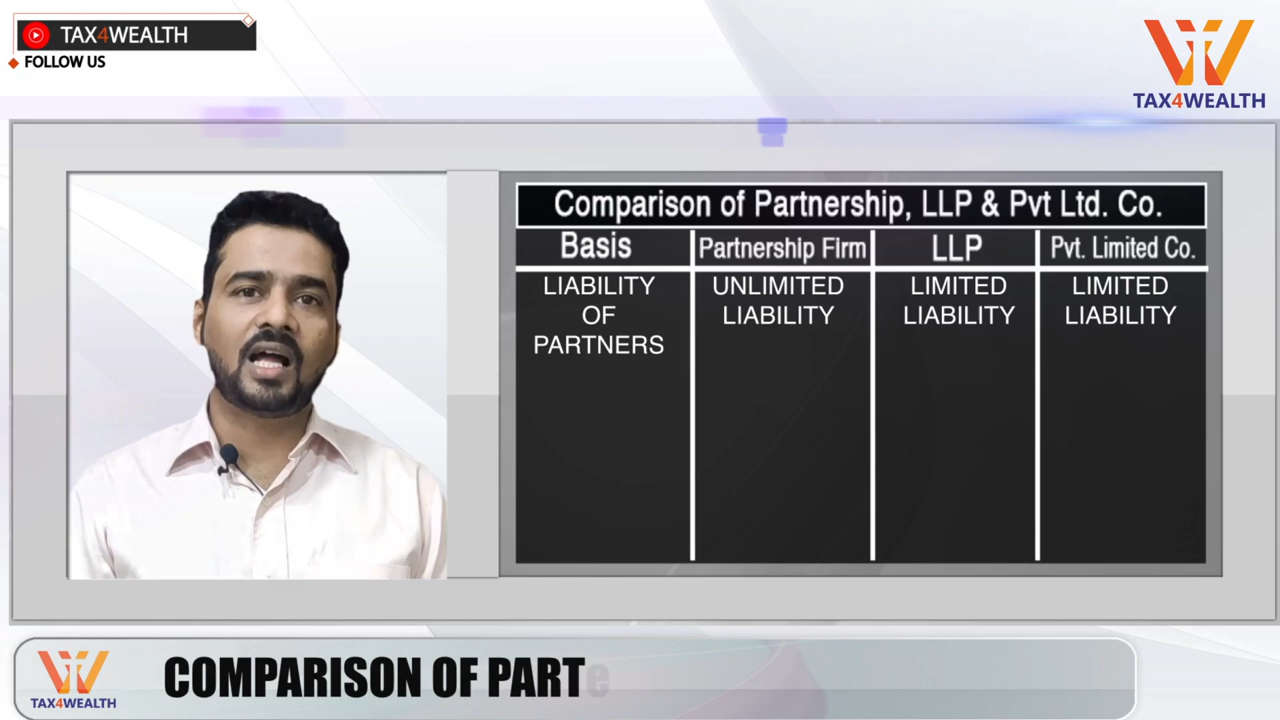 TAX4WEALTH
FOLLOW US
TAX4WEALTH
Comparison of Partnership, LLP & Pvt Ltd. Co.
Basis
Partnership Firm
LLP
Pvt. Limited Co.
LIABILITY
OF
PARTNERS
UNLIMITED
LIABILITY
LIMITED
LIABILITY
LIMITED
LIABILITY
TAX4WEALTH
COMPARISON OF PARTe